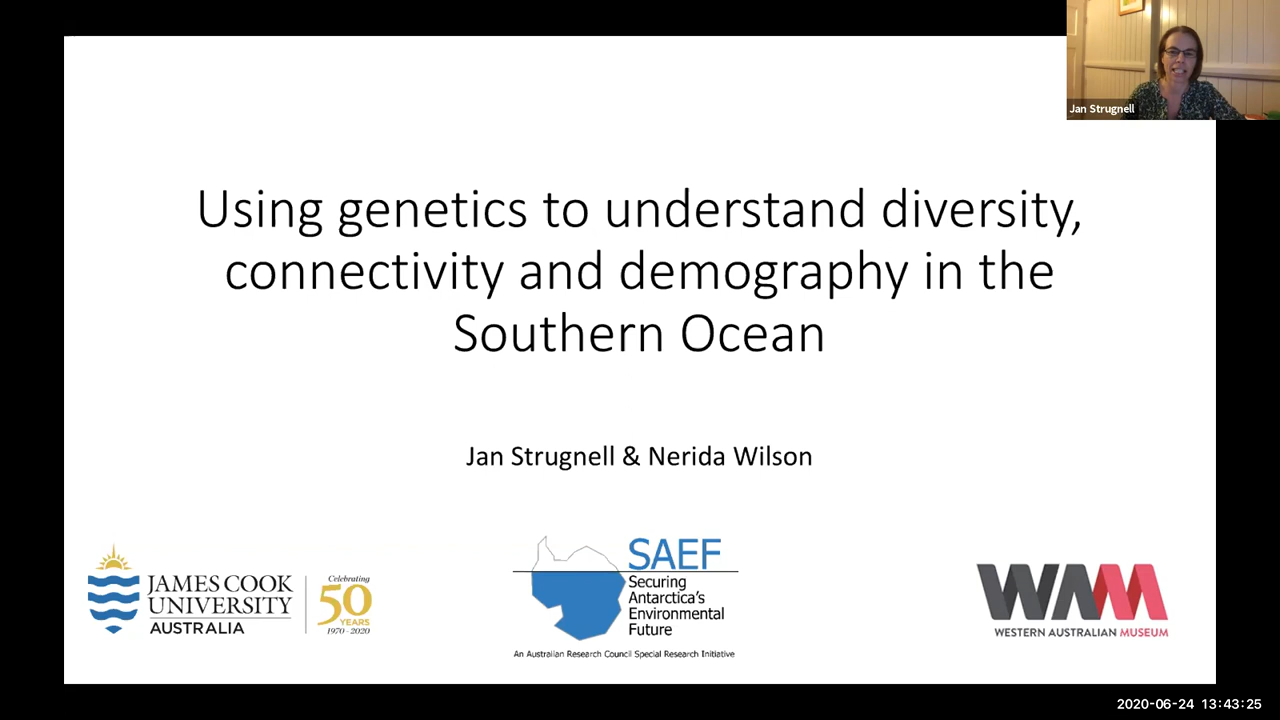 Jan Strugnell
Using genetics to understand diversity,
connectivity and demography in the
Southern Ocean
Jan Strugnell & Nerida Wilson
JAMES COOK
UNIVERSITY
AUSTRALIA
Celebrating
50
YEARS
1970 - 2020
SAEF
Securing
Antarctica's
Environmental
Future
An Australian Research Council Special Research Initiative
WAM
WESTERN AUSTRALIAN MUSEUM
2020-06-24 13:43:25